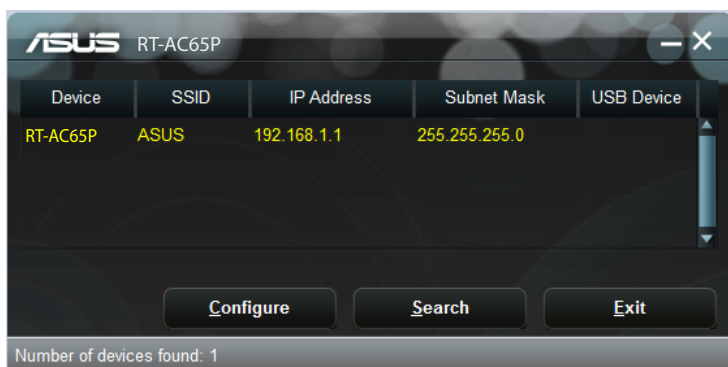 ASUS RT-AC65P
Device SSID IP Address Subnet Mask USB Device
RT-AC65P ASUS 192.168.1.1 255.255.255.0
Configure Search Exit
Number of devices found: 1